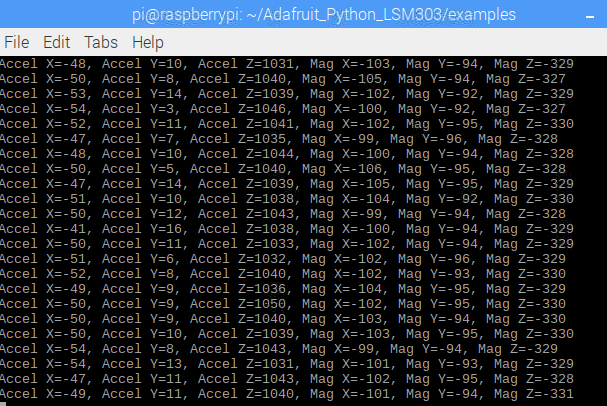 pi@raspberrypi: ~/Adafruit_Python_LSM303/examples
File Edit Tabs Help
Accel X=-48, Accel Y=10, Accel Z=1031, Mag X=-103, Mag Y=-94, Mag Z=-329
Accel X=-50, Accel Y=8, Accel Z=1040, Mag X=-105, Mag Y=-94, Mag Z=-327
Accel X=-53, Accel Y=14, Accel Z=1039, Mag X=-102, Mag Y=-92, Mag Z=-329
Accel X=-54, Accel Y=3, Accel Z=1046, Mag X=-100, Mag Y=-92, Mag Z=-327
Accel X=-52, Accel Y=11, Accel Z=1041, Mag X=-102, Mag Y=-95, Mag Z=-330
Accel X=-47, Accel Y=7, Accel Z=1035, Mag X=-99, Mag Y=-96, Mag Z=-328
Accel X=-48, Accel Y=10, Accel Z=1044, Mag X=-100, Mag Y=-94, Mag Z=-328
Accel X=-50, Accel Y=5, Accel Z=1040, Mag X=-106, Mag Y=-95, Mag Z=-328
Accel X=-47, Accel Y=14, Accel Z=1039, Mag X=-105, Mag Y=-95, Mag Z=-329
Accel X=-51, Accel Y=10, Accel Z=1038, Mag X=-104, Mag Y=-92, Mag Z=-330
Accel X=-50, Accel Y=12, Accel Z=1043, Mag X=-99, Mag Y=-94, Mag Z=-328
Accel X=-41, Accel Y=16, Accel Z=1038, Mag X=-100, Mag Y=-94, Mag Z=-329
Accel X=-50, Accel Y=11, Accel Z=1033, Mag X=-102, Mag Y=-94, Mag Z=-329
Accel X=-51, Accel Y=6, Accel Z=1032, Mag X=-102, Mag Y=-96, Mag Z=-329
Accel X=-52, Accel Y=8, Accel Z=1040, Mag X=-102, Mag Y=-93, Mag Z=-330
Accel X=-49, Accel Y=9, Accel Z=1036, Mag X=-104, Mag Y=-95, Mag Z=-329
Accel X=-50, Accel Y=9, Accel Z=1050, Mag X=-102, Mag Y=-95, Mag Z=-330
Accel X=-50, Accel Y=9, Accel Z=1040, Mag X=-103, Mag Y=-95, Mag Z=-330
Accel X=-50, Accel Y=10, Accel Z=1039, Mag X=-103, Mag Y=-95, Mag Z=-330
Accel X=-54, Accel Y=8, Accel Z=1043, Mag X=-99, Mag Y=-94, Mag Z=-329
Accel X=-54, Accel Y=13, Accel Z=1031, Mag X=-101, Mag Y=-93, Mag Z=-329
Accel X=-47, Accel Y=11, Accel Z=1043, Mag X=-102, Mag Y=-95, Mag Z=-328
Accel X=-49, Accel Y=11, Accel Z=1040, Mag X=-101, Mag Y=-94, Mag Z=-331